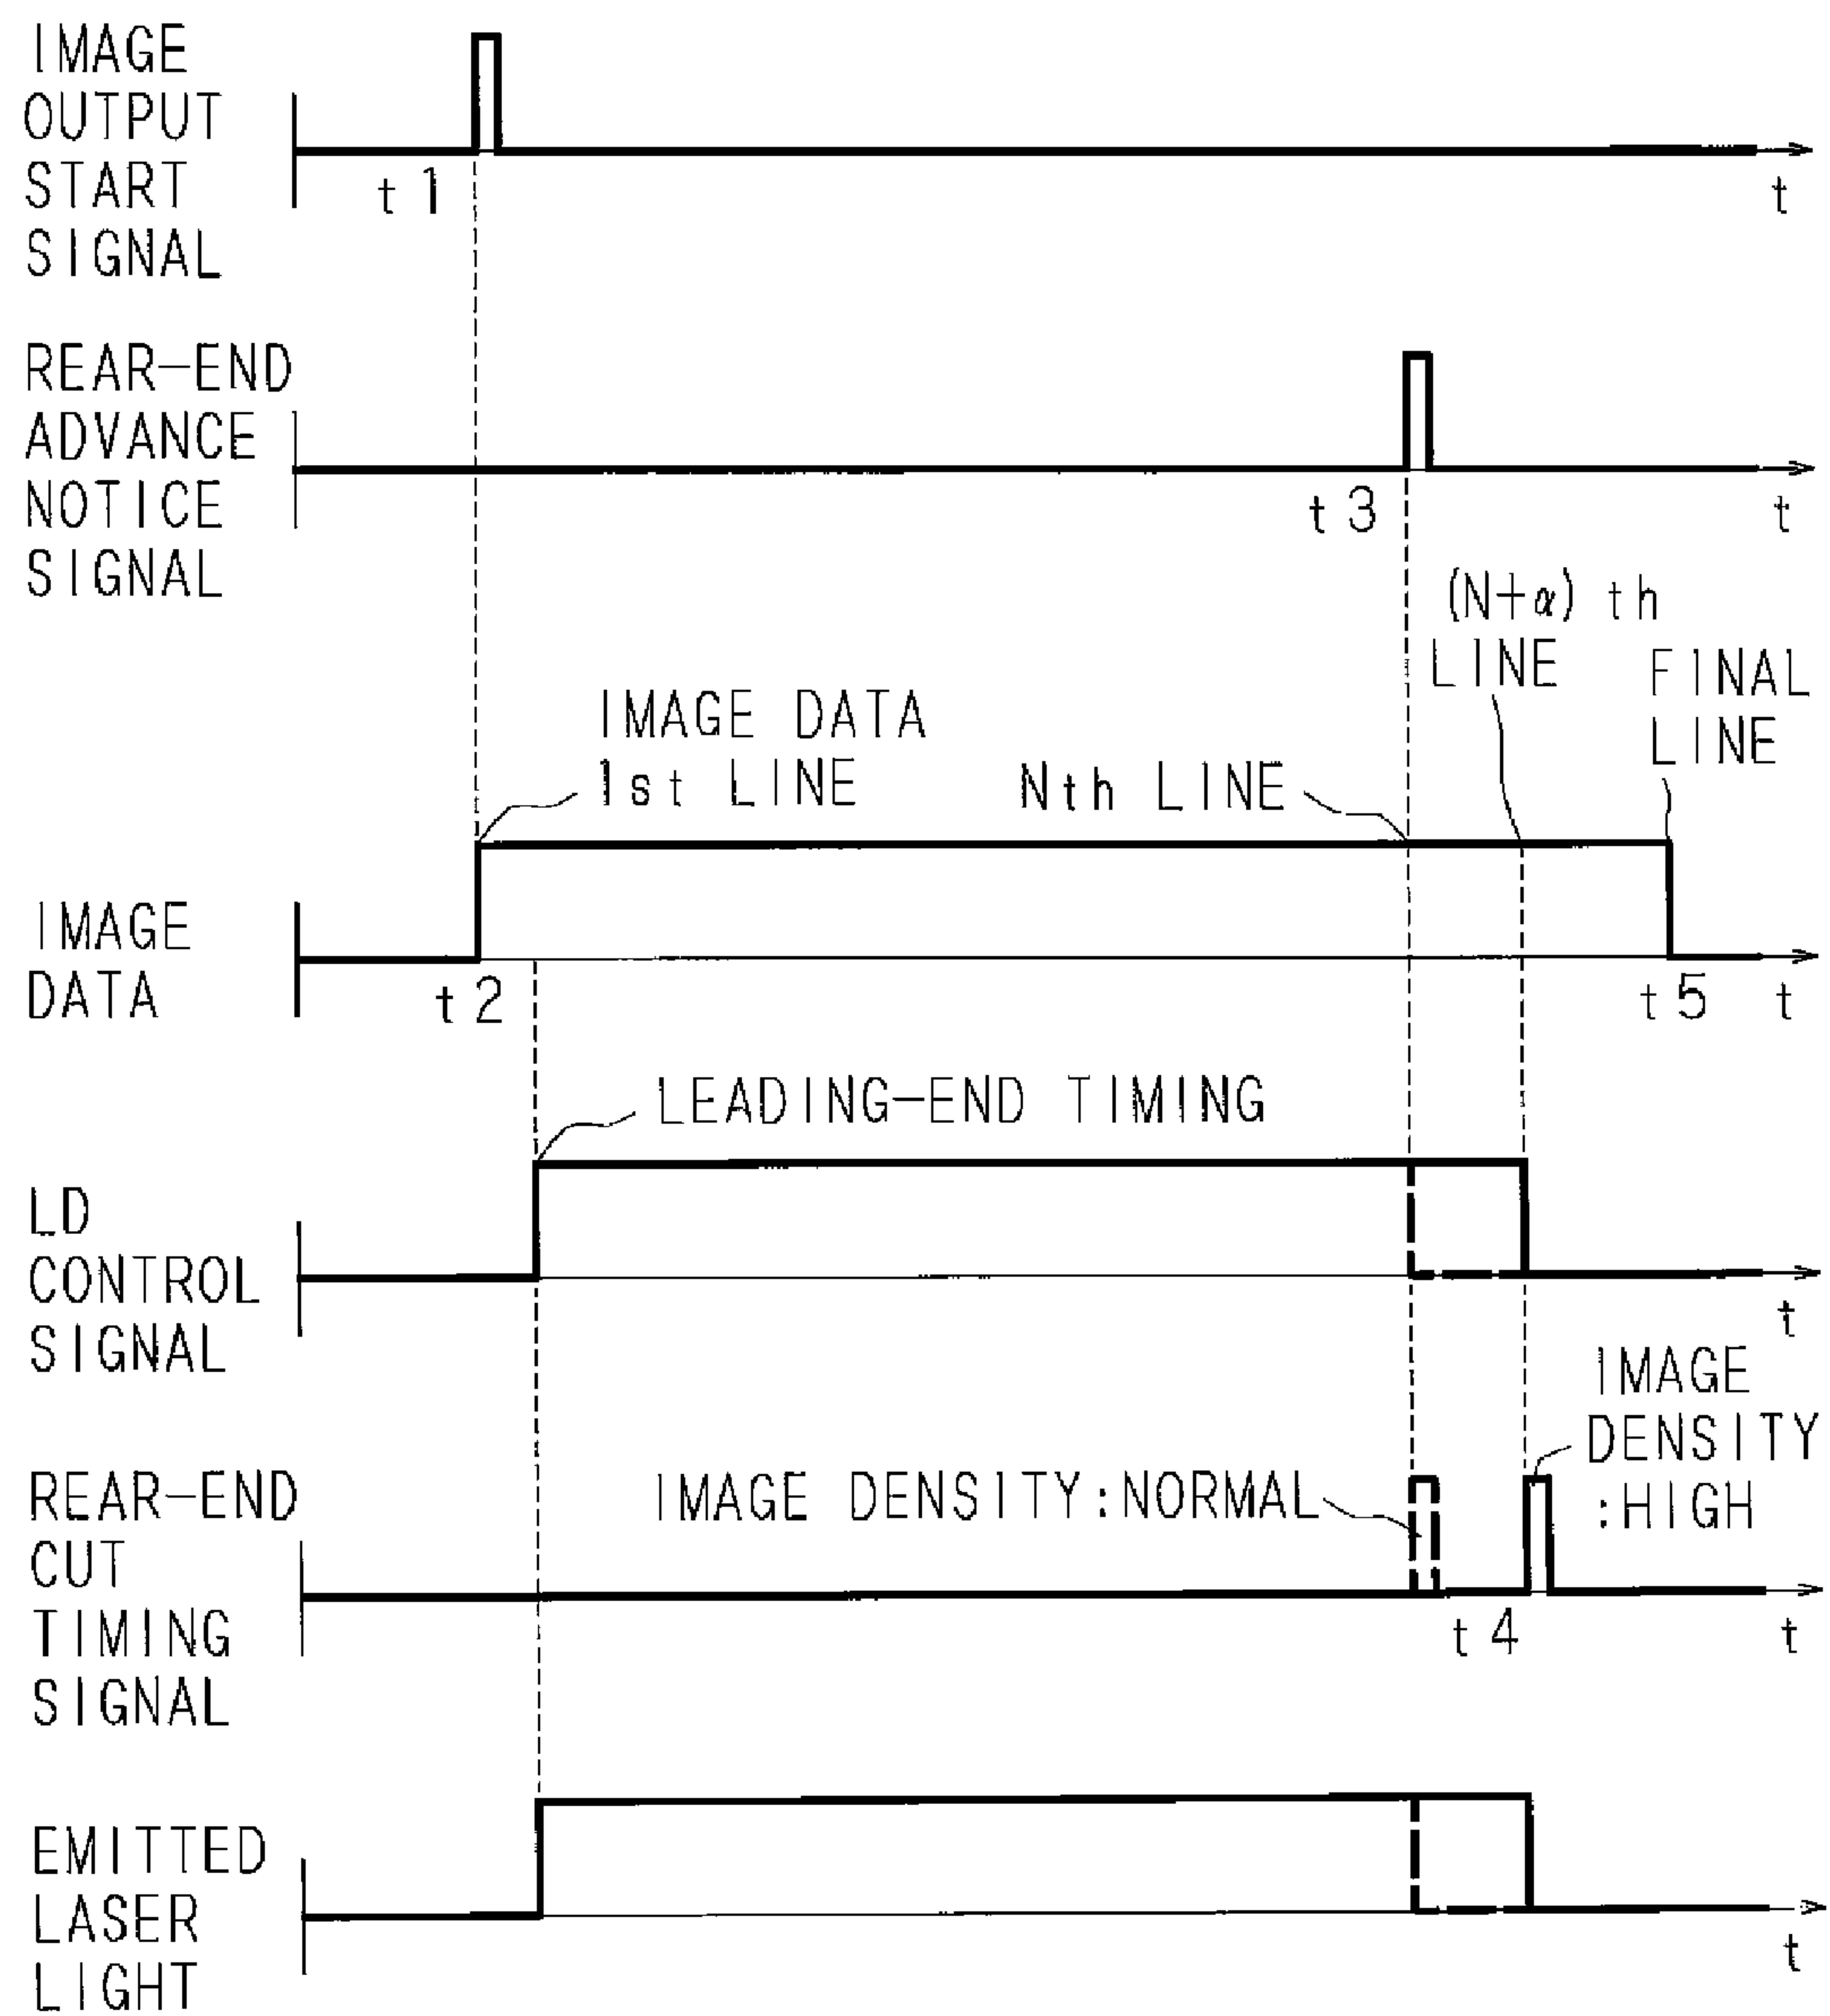 IMAGE
OUTPUT
START
SIGNAL
t1
t
REAR-END
ADVANCE
NOTICE
SIGNAL
t3
t
(N+α) th
LINE
FINAL
LINE
IMAGE DATA
1st LINE
Nth LINE
IMAGE
DATA
t2
t5
t
LEADING-END TIMING
LD
CONTROL
SIGNAL
t
IMAGE
DENSITY
:HIGH
REAR-END
CUT
TIMING
SIGNAL
IMAGE DENSITY:NORMAL
t4
t
EMITTED
LASER
LIGHT
t